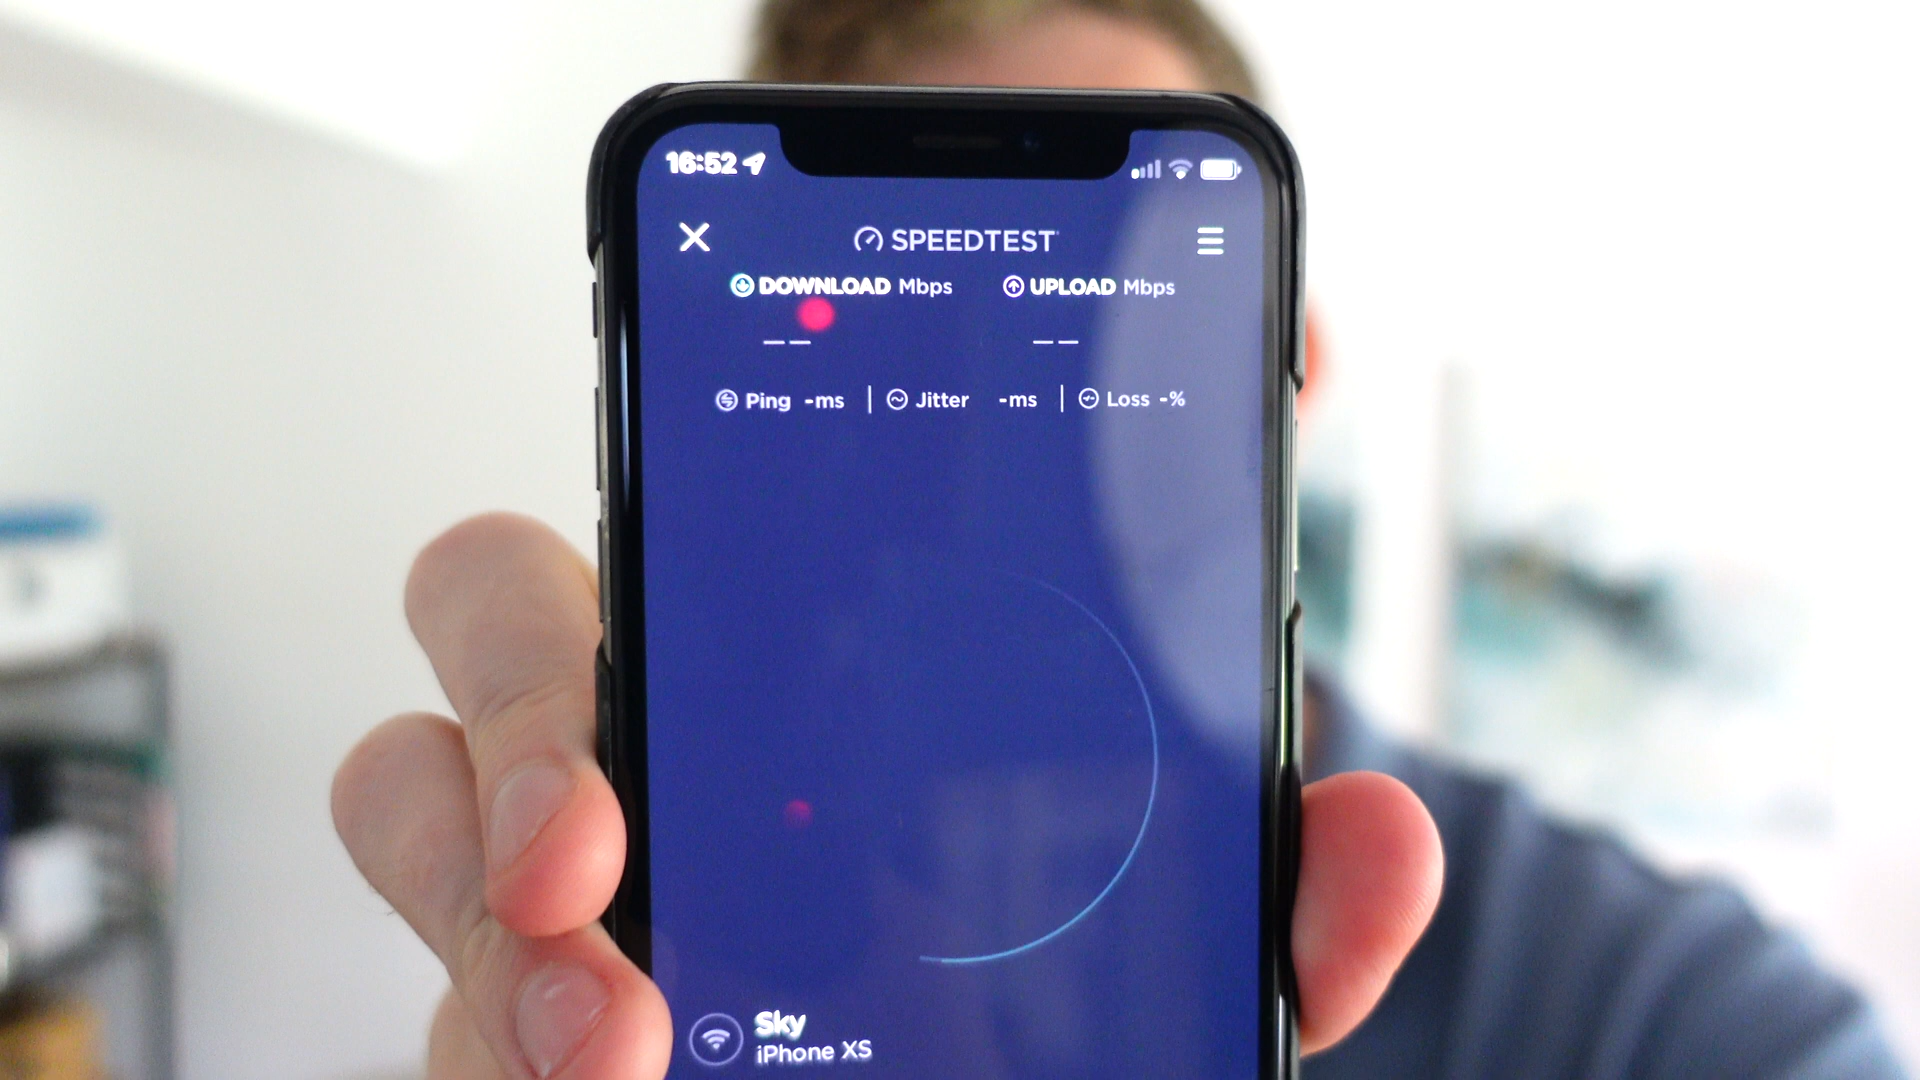 16:52
SPEEDTEST
DOWNLOAD Mbps UPLOAD Mbps
— — — —
Ping -ms | Jitter -ms | Loss -%
Sky
iPhone XS